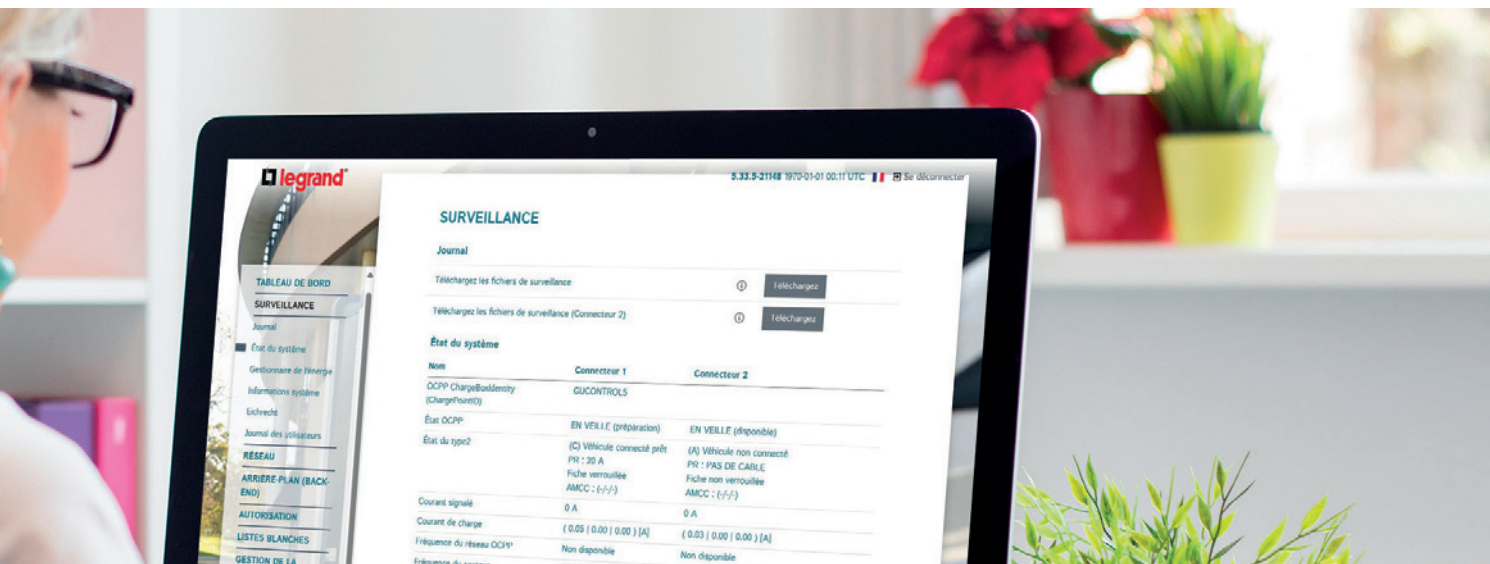 legrand®
5.33.5-21148 1970-01-01 00:11 UTC Se déconnecter
TABLEAU DE BORD
SURVEILLANCE
Journal
État du système
Gestionnaire de l'énergie
Informations système
Eichrecht
Journal des utilisateurs
RÉSEAU
ARRIÈRE-PLAN (BACK-
END)
AUTORISATION
LISTES BLANCHES
GESTION DE LA
SURVEILLANCE
Journal
Téléchargez les fichiers de surveillance Téléchargez
Téléchargez les fichiers de surveillance (Connecteur 2) Téléchargez
État du système
Nom Connecteur 1 Connecteur 2
OCPP ChargeBoxIdentity GUCONTROLS
(ChargePointID)
État OCPP EN VEILLE (préparation) EN VEILLE (disponible)
État du type2 (C) Véhicule connecté prêt (A) Véhicule non connecté
PR : 20 A PR : PAS DE CABLE
Fiche verrouillée Fiche non verrouillée
AMCC : (-/-/-) AMCC : (-/-/-)
Courant signalé 0 A 0 A
Courant de charge ( 0.05 | 0.00 | 0.00 ) [A] ( 0.03 | 0.00 | 0.00 ) [A]
Fréquence du réseau OCPP Non disponible Non disponible